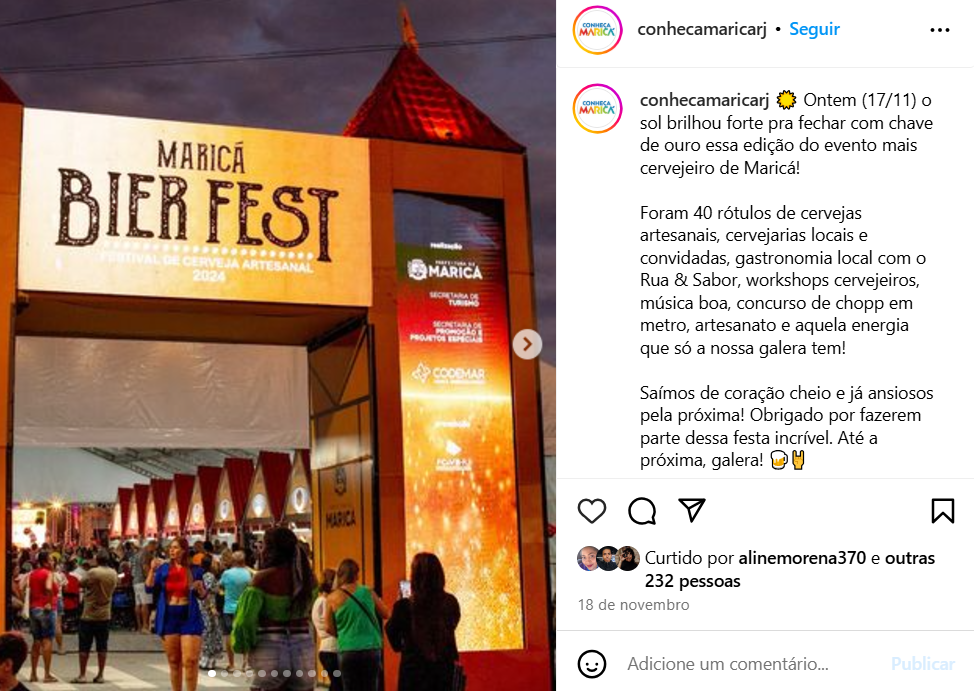 MARICÁ
BIER FEST
FESTIVAL DE CERVEJA ARTESANAL
2024
realização
PREFEITURA DE
MARICÁ
SECRETARIA DE
TURISMO
SECRETARIA DE
PROMOÇÃO E
PROJETOS ESPECIAIS
CODEMAR
MARICÁ
CONHEÇA
MARICÁ
conhecamaricarj • Seguir
CONHEÇA
MARICÁ
conhecamaricarj 🌟 Ontem (17/11) o
sol brilhou forte pra fechar com chave
de ouro essa edição do evento mais
cervejeiro de Maricá!
Foram 40 rótulos de cervejas
artesanais, cervejarias locais e
convidadas, gastronomia local com o
Rua & Sabor, workshops cervejeiros,
música boa, concurso de chopp em
metro, artesanato e aquela energia
que só a nossa galera tem!
Saímos de coração cheio e já ansiosos
pela próxima! Obrigado por fazerem
parte dessa festa incrível. Até a
próxima, galera! 🍺🤘
Curtido por alinemorena370 e outras
232 pessoas
18 de novembro
Adicione um comentário...
Publicar